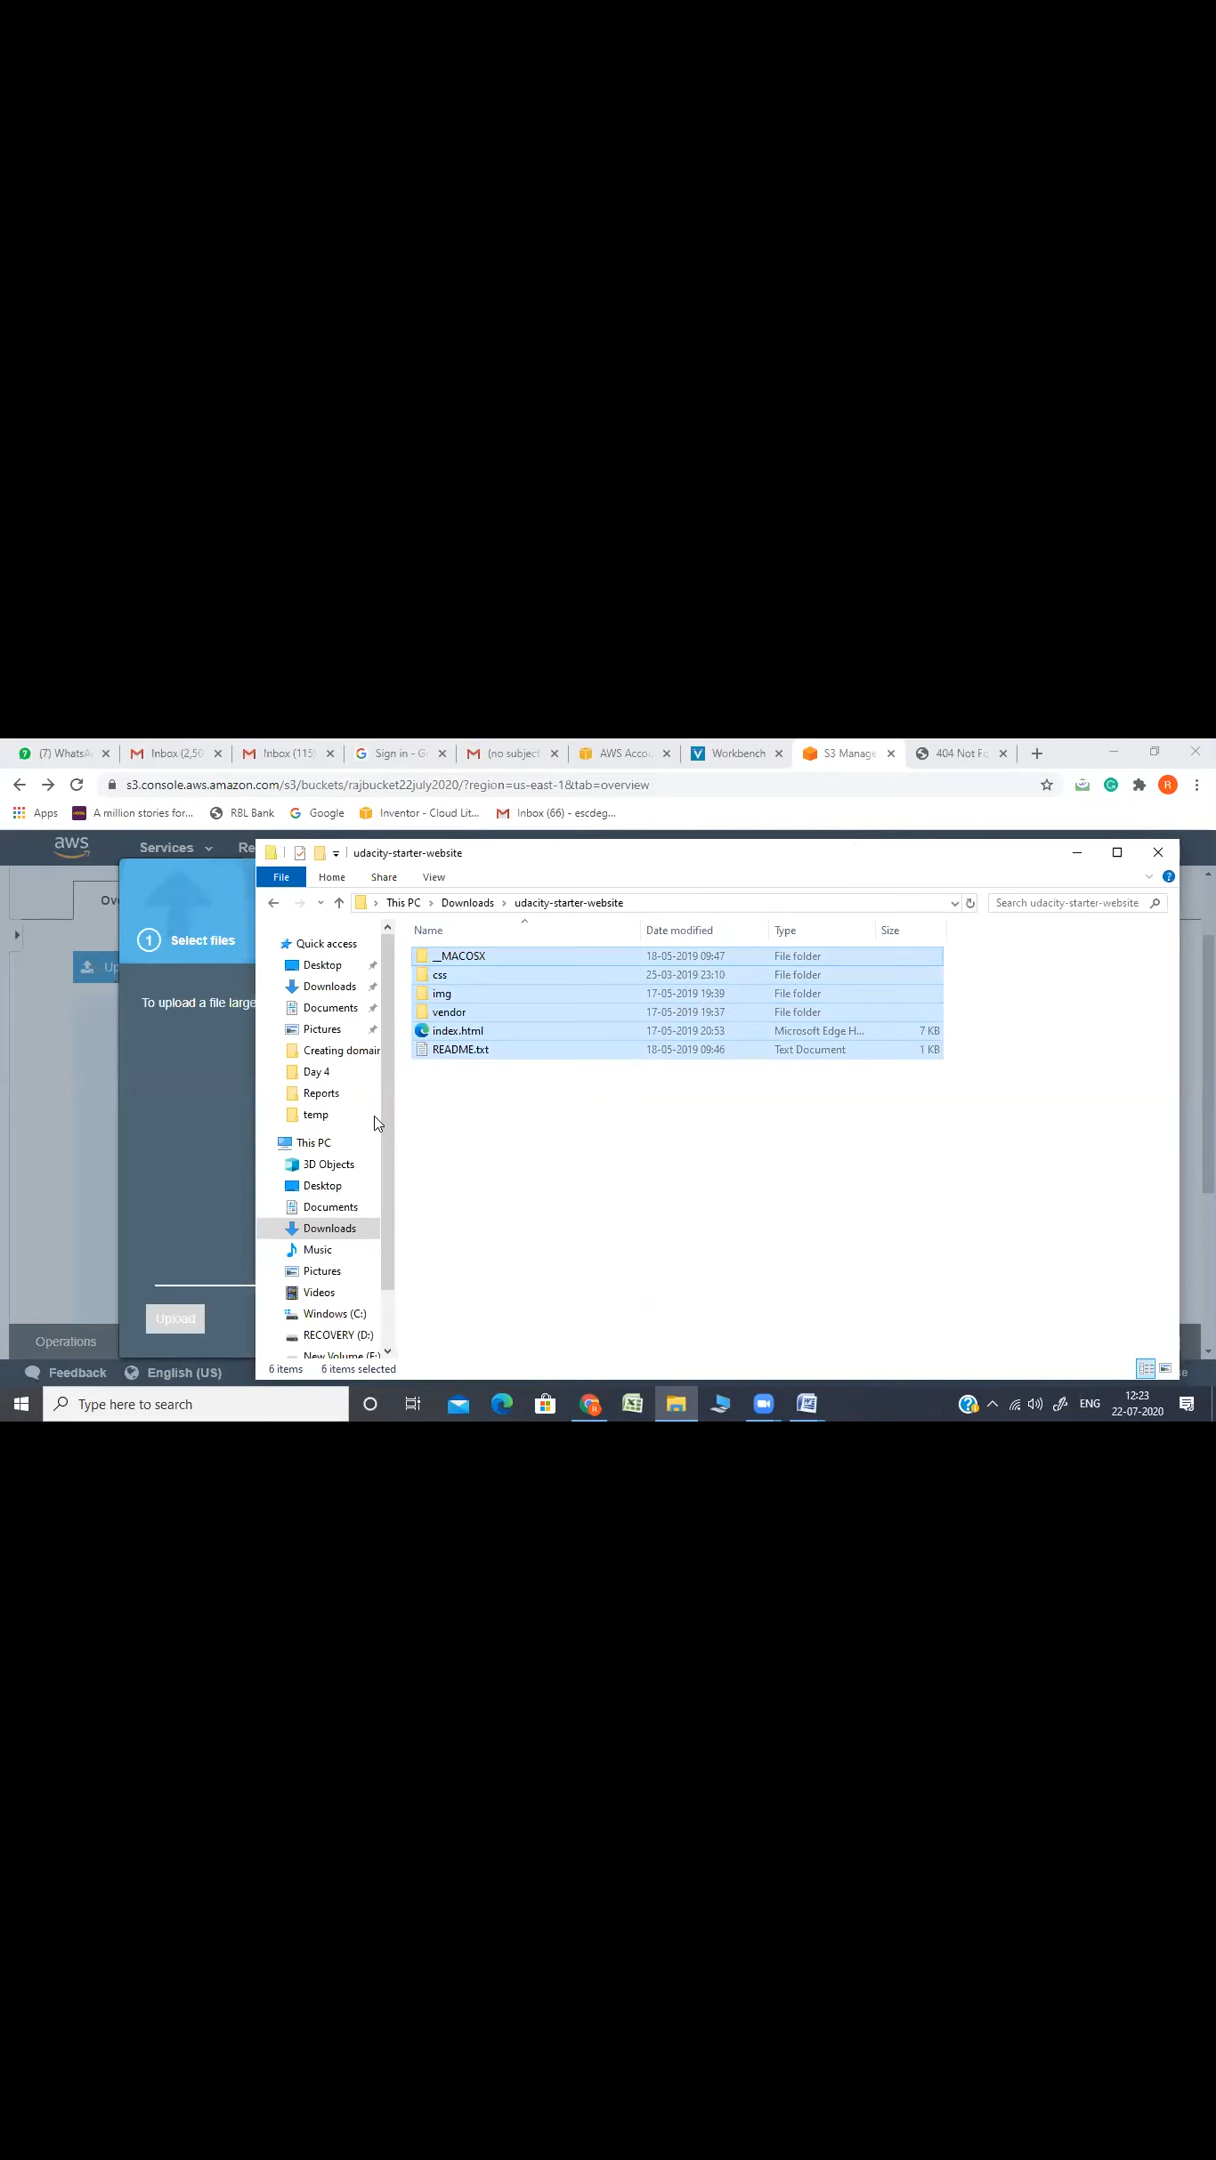 (7) WhatsA
Inbox (2,50
Inbox (115)
Sign in - G
(no subject
AWS Accou
Workbench
S3 Manage
404 Not Fo
s3.console.aws.amazon.com/s3/buckets/rajbucket22july2020/?region=us-east-1&tab=overview
Apps
A million stories for...
RBL Bank
Google
Inventor - Cloud Lit...
Inbox (66) - escdeg...
aws
Services
Re
udacity-starter-website
File
Home
Share
View
Ov
This PC
Downloads
udacity-starter-website
Search udacity-starter-website
1 Select files
Up
To upload a file large
Upload
Operations
Quick access
Desktop
Downloads
Documents
Pictures
Creating domain
Day 4
Reports
temp
This PC
3D Objects
Desktop
Documents
Downloads
Music
Pictures
Videos
Windows (C:)
RECOVERY (D:)
New Volume (E:
Name Date modified Type Size
__MACOSX 18-05-2019 09:47 File folder
css 25-03-2019 23:10 File folder
img 17-05-2019 19:39 File folder
vendor 17-05-2019 19:37 File folder
index.html 17-05-2019 20:53 Microsoft Edge H... 7 KB
README.txt 18-05-2019 09:46 Text Document 1 KB
6 items 6 items selected
Feedback
English (US)
Type here to search
ENG
12:23
22-07-2020